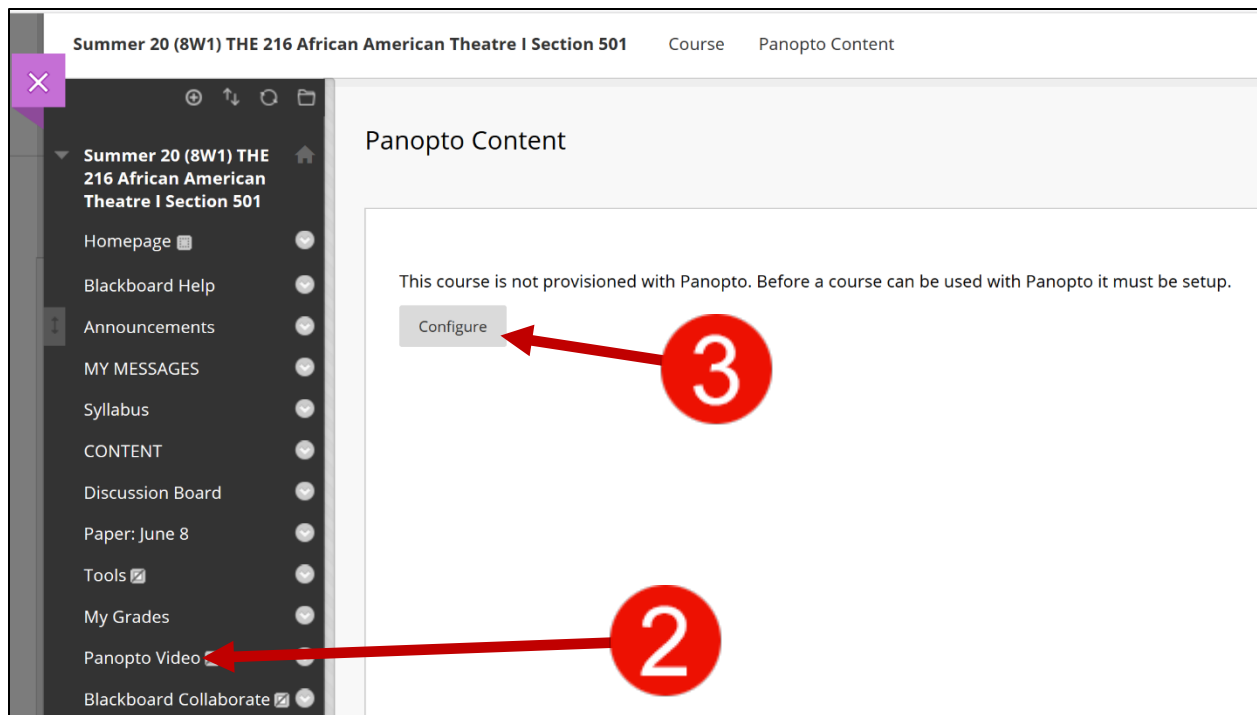 Summer 20 (8W1) THE 216 African American Theatre I Section 501 Course Panopto Content
Summer 20 (8W1) THE
216 African American
Theatre I Section 501
Homepage
Blackboard Help
Announcements
MY MESSAGES
Syllabus
CONTENT
Discussion Board
Paper: June 8
Tools
My Grades
Panopto Video
Blackboard Collaborate
Panopto Content
This course is not provisioned with Panopto. Before a course can be used with Panopto it must be setup.
Configure
3
2